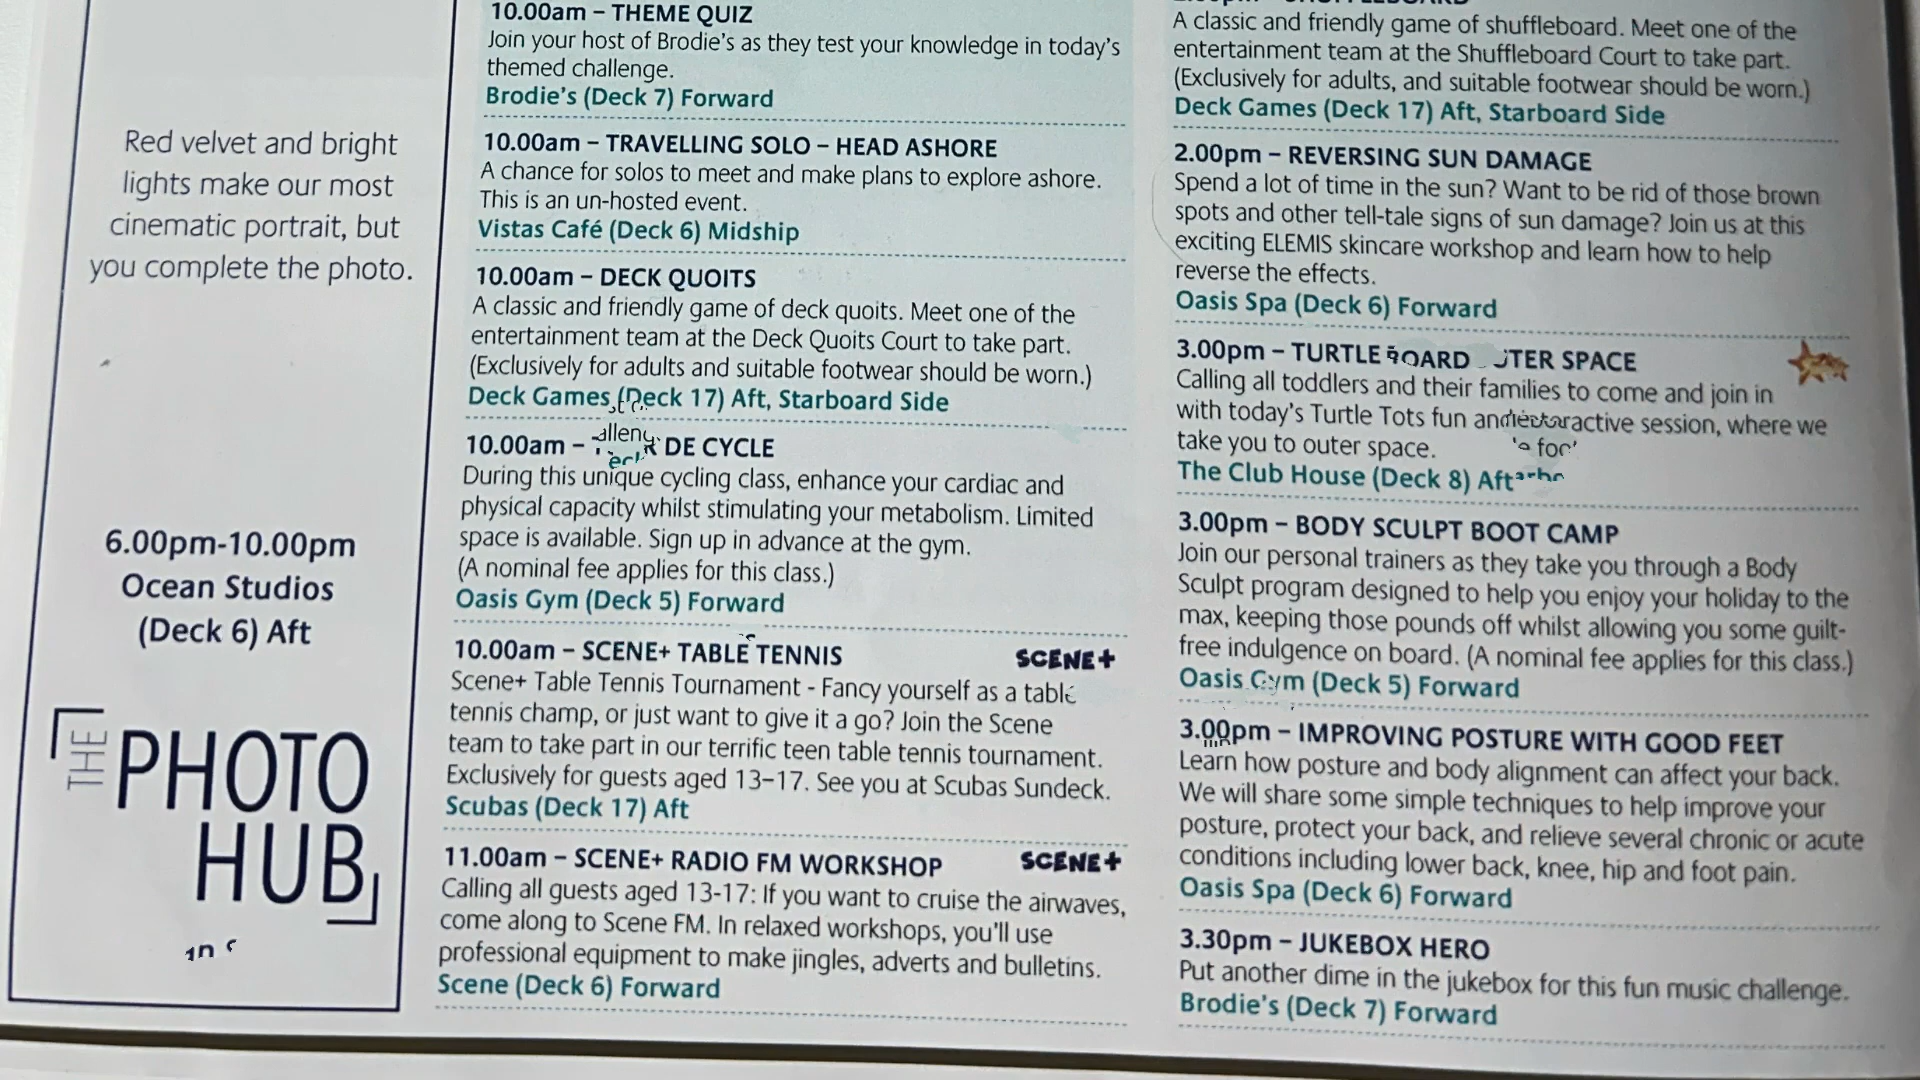 Red velvet and bright
lights make our most
cinematic portrait, but
you complete the photo.
6.00pm-10.00pm
Ocean Studios
(Deck 6) Aft
THE
PHOTO
HUB
10.00am – THEME QUIZ
Join your host of Brodie's as they test your knowledge in today's
themed challenge.
Brodie's (Deck 7) Forward
10.00am – TRAVELLING SOLO – HEAD ASHORE
A chance for solos to meet and make plans to explore ashore.
This is an un-hosted event.
Vistas Café (Deck 6) Midship
10.00am – DECK QUOITS
A classic and friendly game of deck quoits. Meet one of the
entertainment team at the Deck Quoits Court to take part.
(Exclusively for adults and suitable footwear should be worn.)
Deck Games (Deck 17) Aft, Starboard Side
10.00am – DE CYCLE
During this unique cycling class, enhance your cardiac and
physical capacity whilst stimulating your metabolism. Limited
space is available. Sign up in advance at the gym.
(A nominal fee applies for this class.)
Oasis Gym (Deck 5) Forward
10.00am – SCENE+ TABLE TENNIS SCENE+
Scene+ Table Tennis Tournament - Fancy yourself as a table
tennis champ, or just want to give it a go? Join the Scene
team to take part in our terrific teen table tennis tournament.
Exclusively for guests aged 13–17. See you at Scubas Sundeck.
Scubas (Deck 17) Aft
11.00am – SCENE+ RADIO FM WORKSHOP SCENE+
Calling all guests aged 13-17: If you want to cruise the airwaves,
come along to Scene FM. In relaxed workshops, you'll use
professional equipment to make jingles, adverts and bulletins.
Scene (Deck 6) Forward
A classic and friendly game of shuffleboard. Meet one of the
entertainment team at the Shuffleboard Court to take part.
(Exclusively for adults, and suitable footwear should be worn.)
Deck Games (Deck 17) Aft, Starboard Side
2.00pm – REVERSING SUN DAMAGE
Spend a lot of time in the sun? Want to be rid of those brown
spots and other tell-tale signs of sun damage? Join us at this
exciting ELEMIS skincare workshop and learn how to help
reverse the effects.
Oasis Spa (Deck 6) Forward
3.00pm – TURTLE SPACE
Calling all toddlers and their families to come and join in
with today's Turtle Tots fun session, where we
take you to outer space.
The Club House (Deck 8) Aft
3.00pm – BODY SCULPT BOOT CAMP
Join our personal trainers as they take you through a Body
Sculpt program designed to help you enjoy your holiday to the
max, keeping those pounds off whilst allowing you some guilt-
free indulgence on board. (A nominal fee applies for this class.)
Oasis Gym (Deck 5) Forward
3.00pm – IMPROVING POSTURE WITH GOOD FEET
Learn how posture and body alignment can affect your back.
We will share some simple techniques to help improve your
posture, protect your back, and relieve several chronic or acute
conditions including lower back, knee, hip and foot pain.
Oasis Spa (Deck 6) Forward
3.30pm – JUKEBOX HERO
Put another dime in the jukebox for this fun music challenge.
Brodie's (Deck 7) Forward